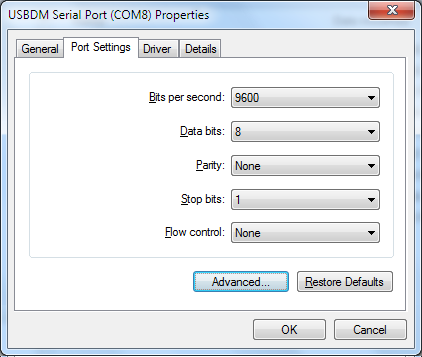 USBDM Serial Port (COM8) Properties
General Port Settings Driver Details
Bits per second: 9600
Data bits: 8
Parity: None
Stop bits: 1
Flow control: None
Advanced... Restore Defaults
OK Cancel